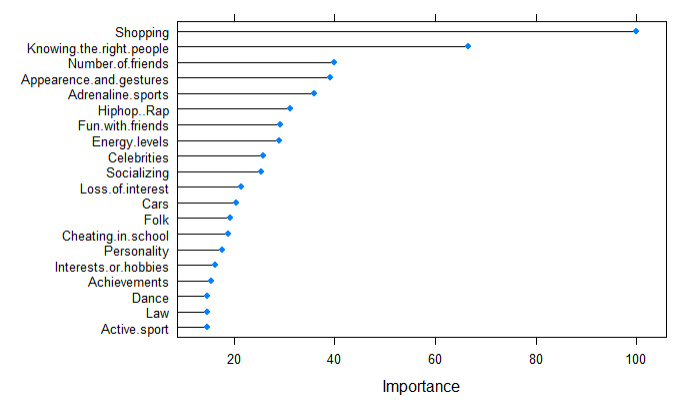 Shopping
Knowing.the.right.people
Number.of.friends
Appearence.and.gestures
Adrenaline.sports
Hiphop..Rap
Fun.with.friends
Energy.levels
Celebrities
Socializing
Loss.of.interest
Cars
Folk
Cheating.in.school
Personality
Interests.or.hobbies
Achievements
Dance
Law
Active.sport
20 40 60 80 100
Importance